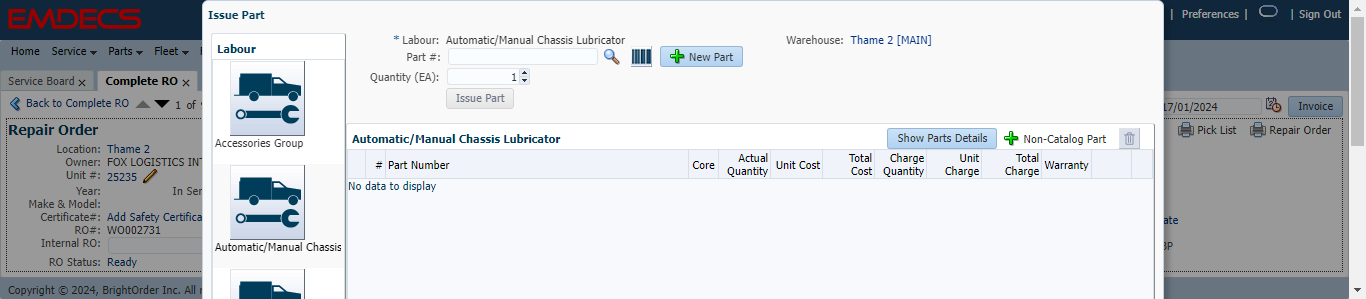 EMDECS
Preferences | | Sign Out
Home Service Parts Fleet
Service Board x Complete RO x
Back to Complete RO 1 of
17/01/2024 Invoice
Repair Order
Pick List Repair Order
Location: Thame 2
Owner: FOX LOGISTICS INT
Unit #: 25235
Year: In Ser
Make & Model:
Certificate#: Add Safety Certifica
RO#: WO002731
Internal RO:
RO Status: Ready
Copyright © 2024, BrightOrder Inc. All
Issue Part
Labour
Accessories Group
Automatic/Manual Chassis
* Labour: Automatic/Manual Chassis Lubricator
Warehouse: Thame 2 [MAIN]
Part #: New Part
Quantity (EA): 1
Issue Part
Automatic/Manual Chassis Lubricator Show Parts Details Non-Catalog Part
# Part Number Core Actual Quantity Unit Cost Total Cost Charge Quantity Unit Charge Total Charge Warranty
No data to display